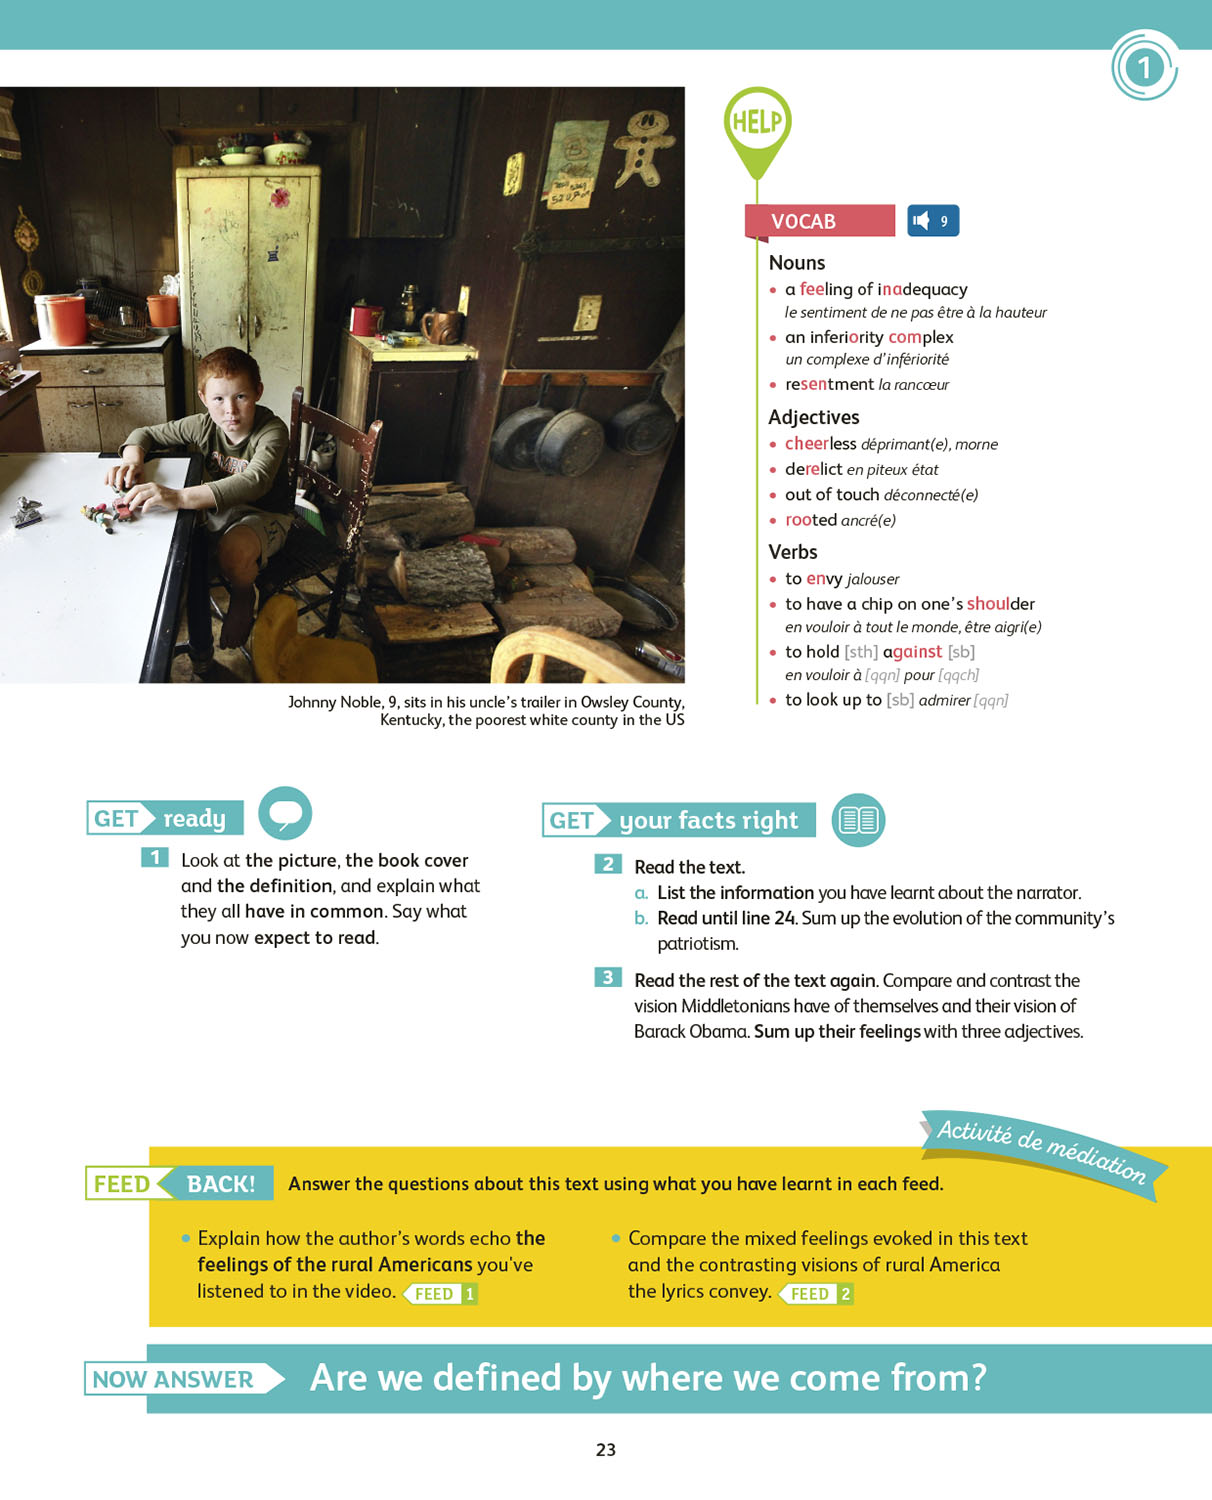 1
Johnny Noble, 9, sits in his uncle's trailer in Owsley County,
Kentucky, the poorest white county in the US
HELP
VOCAB 9
Nouns
• a feeling of inadequacy
le sentiment de ne pas être à la hauteur
• an inferiority complex
un complexe d'infériorité
• resentment la rancœur
Adjectives
• cheerless déprimant(e), morne
• derelict en piteux état
• out of touch déconnecté(e)
• rooted ancré(e)
Verbs
• to envy jalouser
• to have a chip on one's shoulder
en vouloir à tout le monde, être aigri(e)
• to hold [sth] against [sb]
en vouloir à [qqn] pour [qqch]
• to look up to [sb] admirer [qqn]
GET ready
1 Look at the picture, the book cover
and the definition, and explain what
they all have in common. Say what
you now expect to read.
GET your facts right
2 Read the text.
a. List the information you have learnt about the narrator.
b. Read until line 24. Sum up the evolution of the community's
patriotism.
3 Read the rest of the text again. Compare and contrast the
vision Middletonians have of themselves and their vision of
Barack Obama. Sum up their feelings with three adjectives.
Activité de médiation
FEED BACK! Answer the questions about this text using what you have learnt in each feed.
• Explain how the author's words echo the
feelings of the rural Americans you've
listened to in the video. FEED 1
• Compare the mixed feelings evoked in this text
and the contrasting visions of rural America
the lyrics convey. FEED 2
NOW ANSWER Are we defined by where we come from?
23